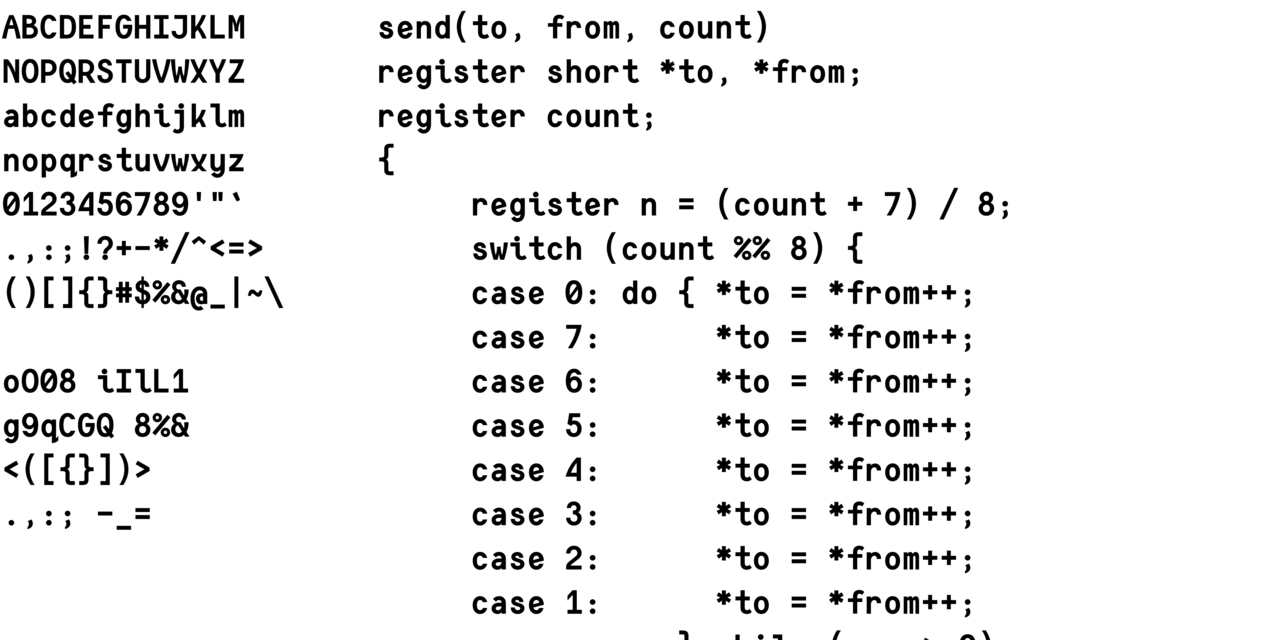 ABCDEFGHIJKLM
NOPQRSTUVWXYZ
abcdefghijklm
nopqrstuvwxyz
0123456789'"`
.,:;!?+-*/^<=>
()[]{}#$%&@_|~\
oO08 iIlL1
g9qCGQ 8%&
<([{}])>
.,:; -_=
send(to, from, count)
register short *to, *from;
register count;
{
register n = (count + 7) / 8;
switch (count %% 8) {
case 0: do { *to = *from++;
case 7:      *to = *from++;
case 6:      *to = *from++;
case 5:      *to = *from++;
case 4:      *to = *from++;
case 3:      *to = *from++;
case 2:      *to = *from++;
case 1:      *to = *from++;